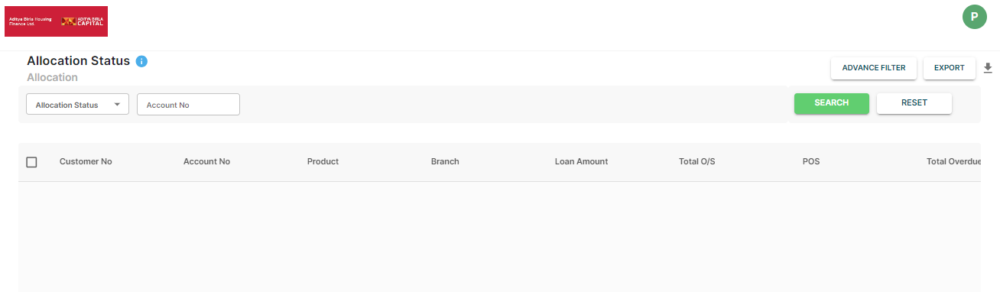 Aditya Birla Housing
Finance Ltd.
ADITYA BIRLA
CAPITAL
P
Allocation Status
i
Allocation
ADVANCE FILTER
EXPORT
Allocation Status
Account No
SEARCH
RESET
Customer No
Account No
Product
Branch
Loan Amount
Total O/S
POS
Total Overdue